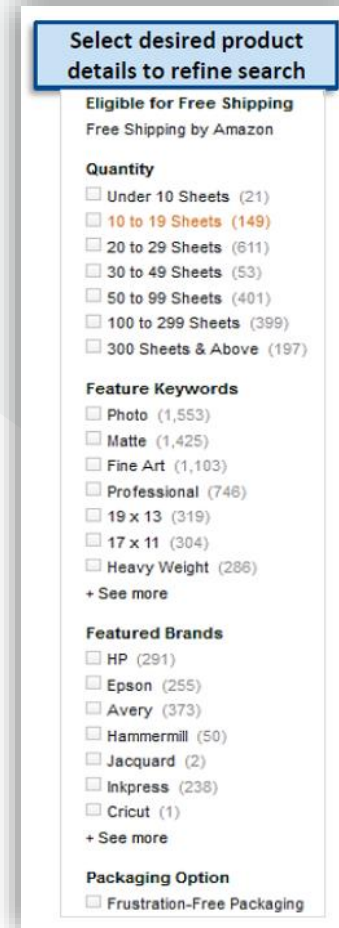 Select desired product
details to refine search
Eligible for Free Shipping
Free Shipping by Amazon
Quantity
Under 10 Sheets (21)
10 to 19 Sheets (149)
20 to 29 Sheets (611)
30 to 49 Sheets (53)
50 to 99 Sheets (401)
100 to 299 Sheets (399)
300 Sheets & Above (197)
Feature Keywords
Photo (1,553)
Matte (1,425)
Fine Art (1,103)
Professional (746)
19 x 13 (319)
17 x 11 (304)
Heavy Weight (286)
+ See more
Featured Brands
HP (291)
Epson (255)
Avery (373)
Hammermill (50)
Jacquard (2)
Inkpress (238)
Cricut (1)
+ See more
Packaging Option
Frustration-Free Packaging